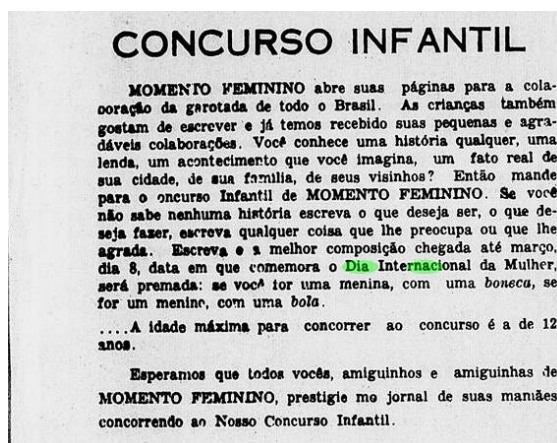 CONCURSO INFANTIL
MOMENTO FEMININO abre suas páginas para a cola-
ooração da garotada de todo o Brasil. As crianças também
gostam de escrever e já temos recebido suas pequenas e agra-
dáveis colaborações. Você conhece uma história qualquer, uma
lenda, um acontecimento que você imagina, um fato real de
sua cidade, de sua família, de seus visinhos? Então mande
para o oncurso Infantil de MOMENTO FEMININO. Se você
não sabe nenhuma história escreva o que deseja ser, o que de-
seja fazer, escreva qualquer coisa que lhe preocupa ou que lhe
agrada. Escreva e a melhor composição chegada até março,
dia 8, data em que comemora o Dia Internacional da Mulher,
será premada: se você for uma menina, com uma boneca, se
for um menino, com uma bola.
....A idade máxima para concorrer ao concurso é a de 12
anos.
Esperamos que todos vocês, amiguinhos e amiguinhas de
MOMENTO FEMININO, prestigie mo jornal de suas mamães
concorrendo ao Nosso Concurso Infantil.